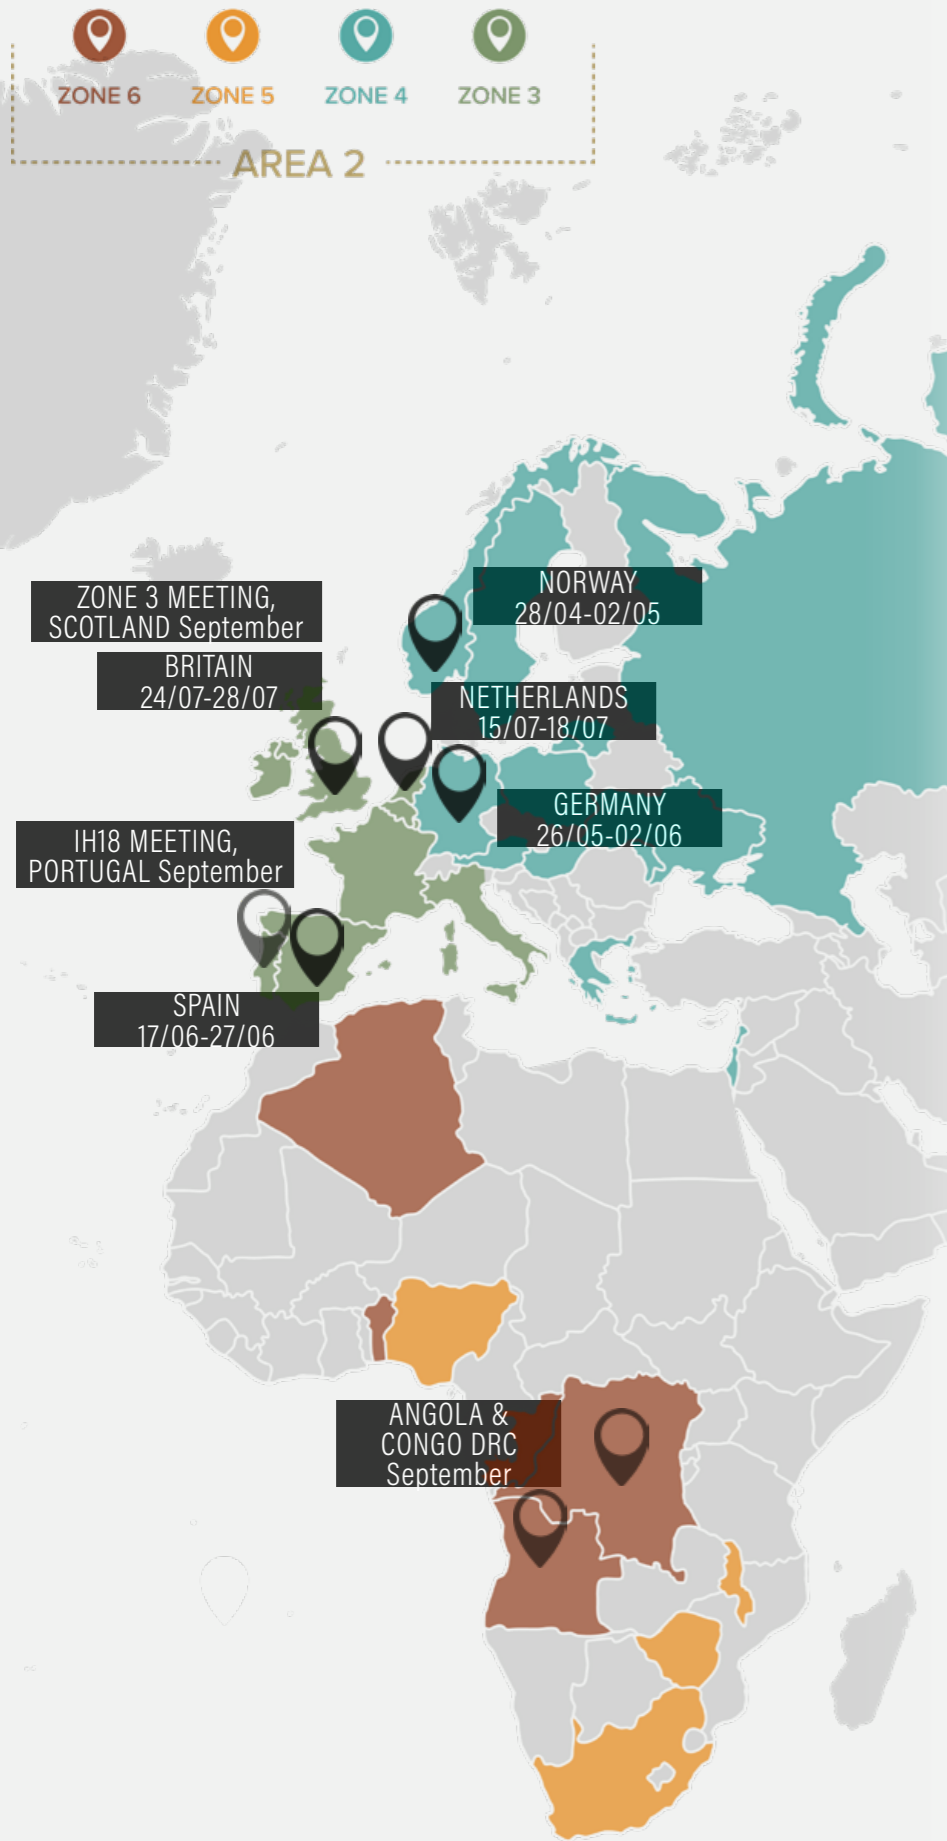 ZONE 6
ZONE 5
ZONE 4
ZONE 3
AREA 2
NORWAY
28/04-02/05
ZONE 3 MEETING,
SCOTLAND September
BRITAIN
24/07-28/07
NETHERLANDS
15/07-18/07
GERMANY
26/05-02/06
IH18 MEETING,
PORTUGAL September
SPAIN
17/06-27/06
ANGOLA &
CONGO DRC
September